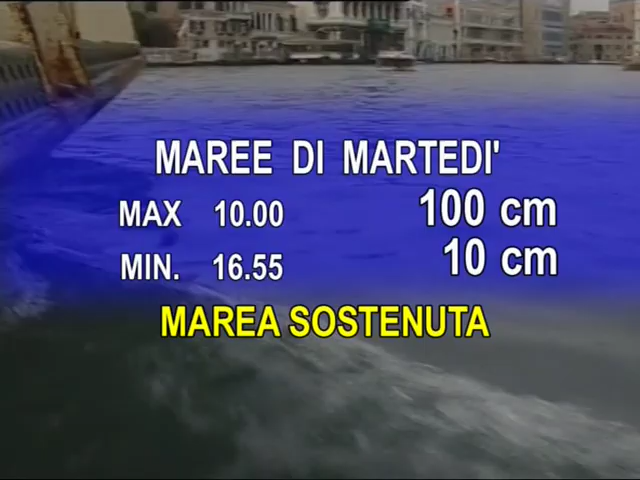 MAREE DI MARTEDI'
MAX 10.00 100 cm
MIN. 16.55 10 cm
MAREA SOSTENUTA